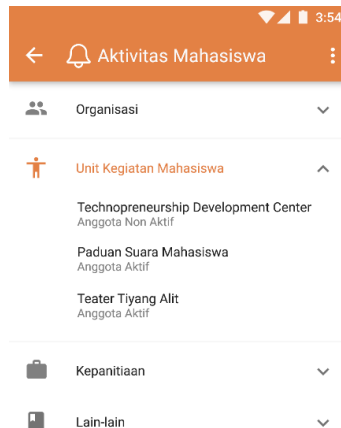 3:54
Aktivitas Mahasiswa
Organisasi
Unit Kegiatan Mahasiswa
Technopreneurship Development Center
Anggota Non Aktif
Paduan Suara Mahasiswa
Anggota Aktif
Teater Tiyang Alit
Anggota Aktif
Kepanitiaan
Lain-lain